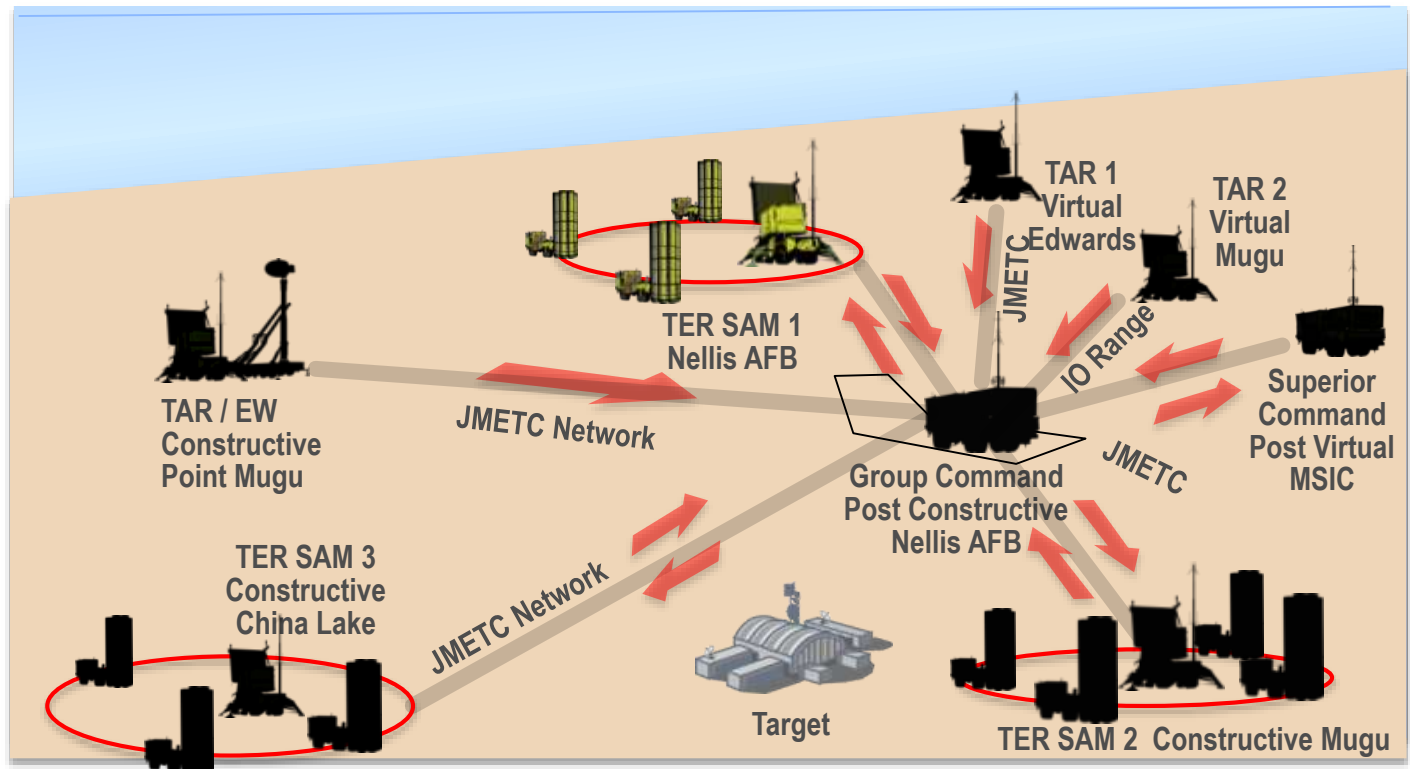 TAR 1
Virtual
Edwards
TAR 2
Virtual
Mugu
JMETC
IO Range
TER SAM 1
Nellis AFB
TAR / EW
Constructive
Point Mugu
JMETC Network
Superior
Command
Post Virtual
MSIC
JMETC
Group Command
Post Constructive
Nellis AFB
TER SAM 3
Constructive
China Lake
JMETC Network
Target
TER SAM 2 Constructive Mugu